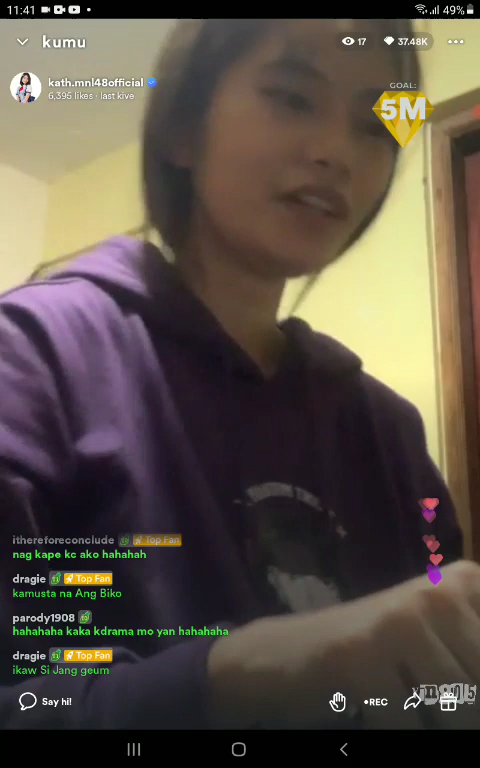 11:41
49%
kumu
17
37.48K
kath.mnl48official
6,396 likes · last kive
GOAL:
5M
ithereforeconclude Top Fan
nag kape kc ako hahahah
dragie Top Fan
kamusta na Ang Biko
parody1908
hahahaha kaka kdrama mo yan hahahaha
dragie Top Fan
ikaw Si Jang geum
Say hi!
•REC